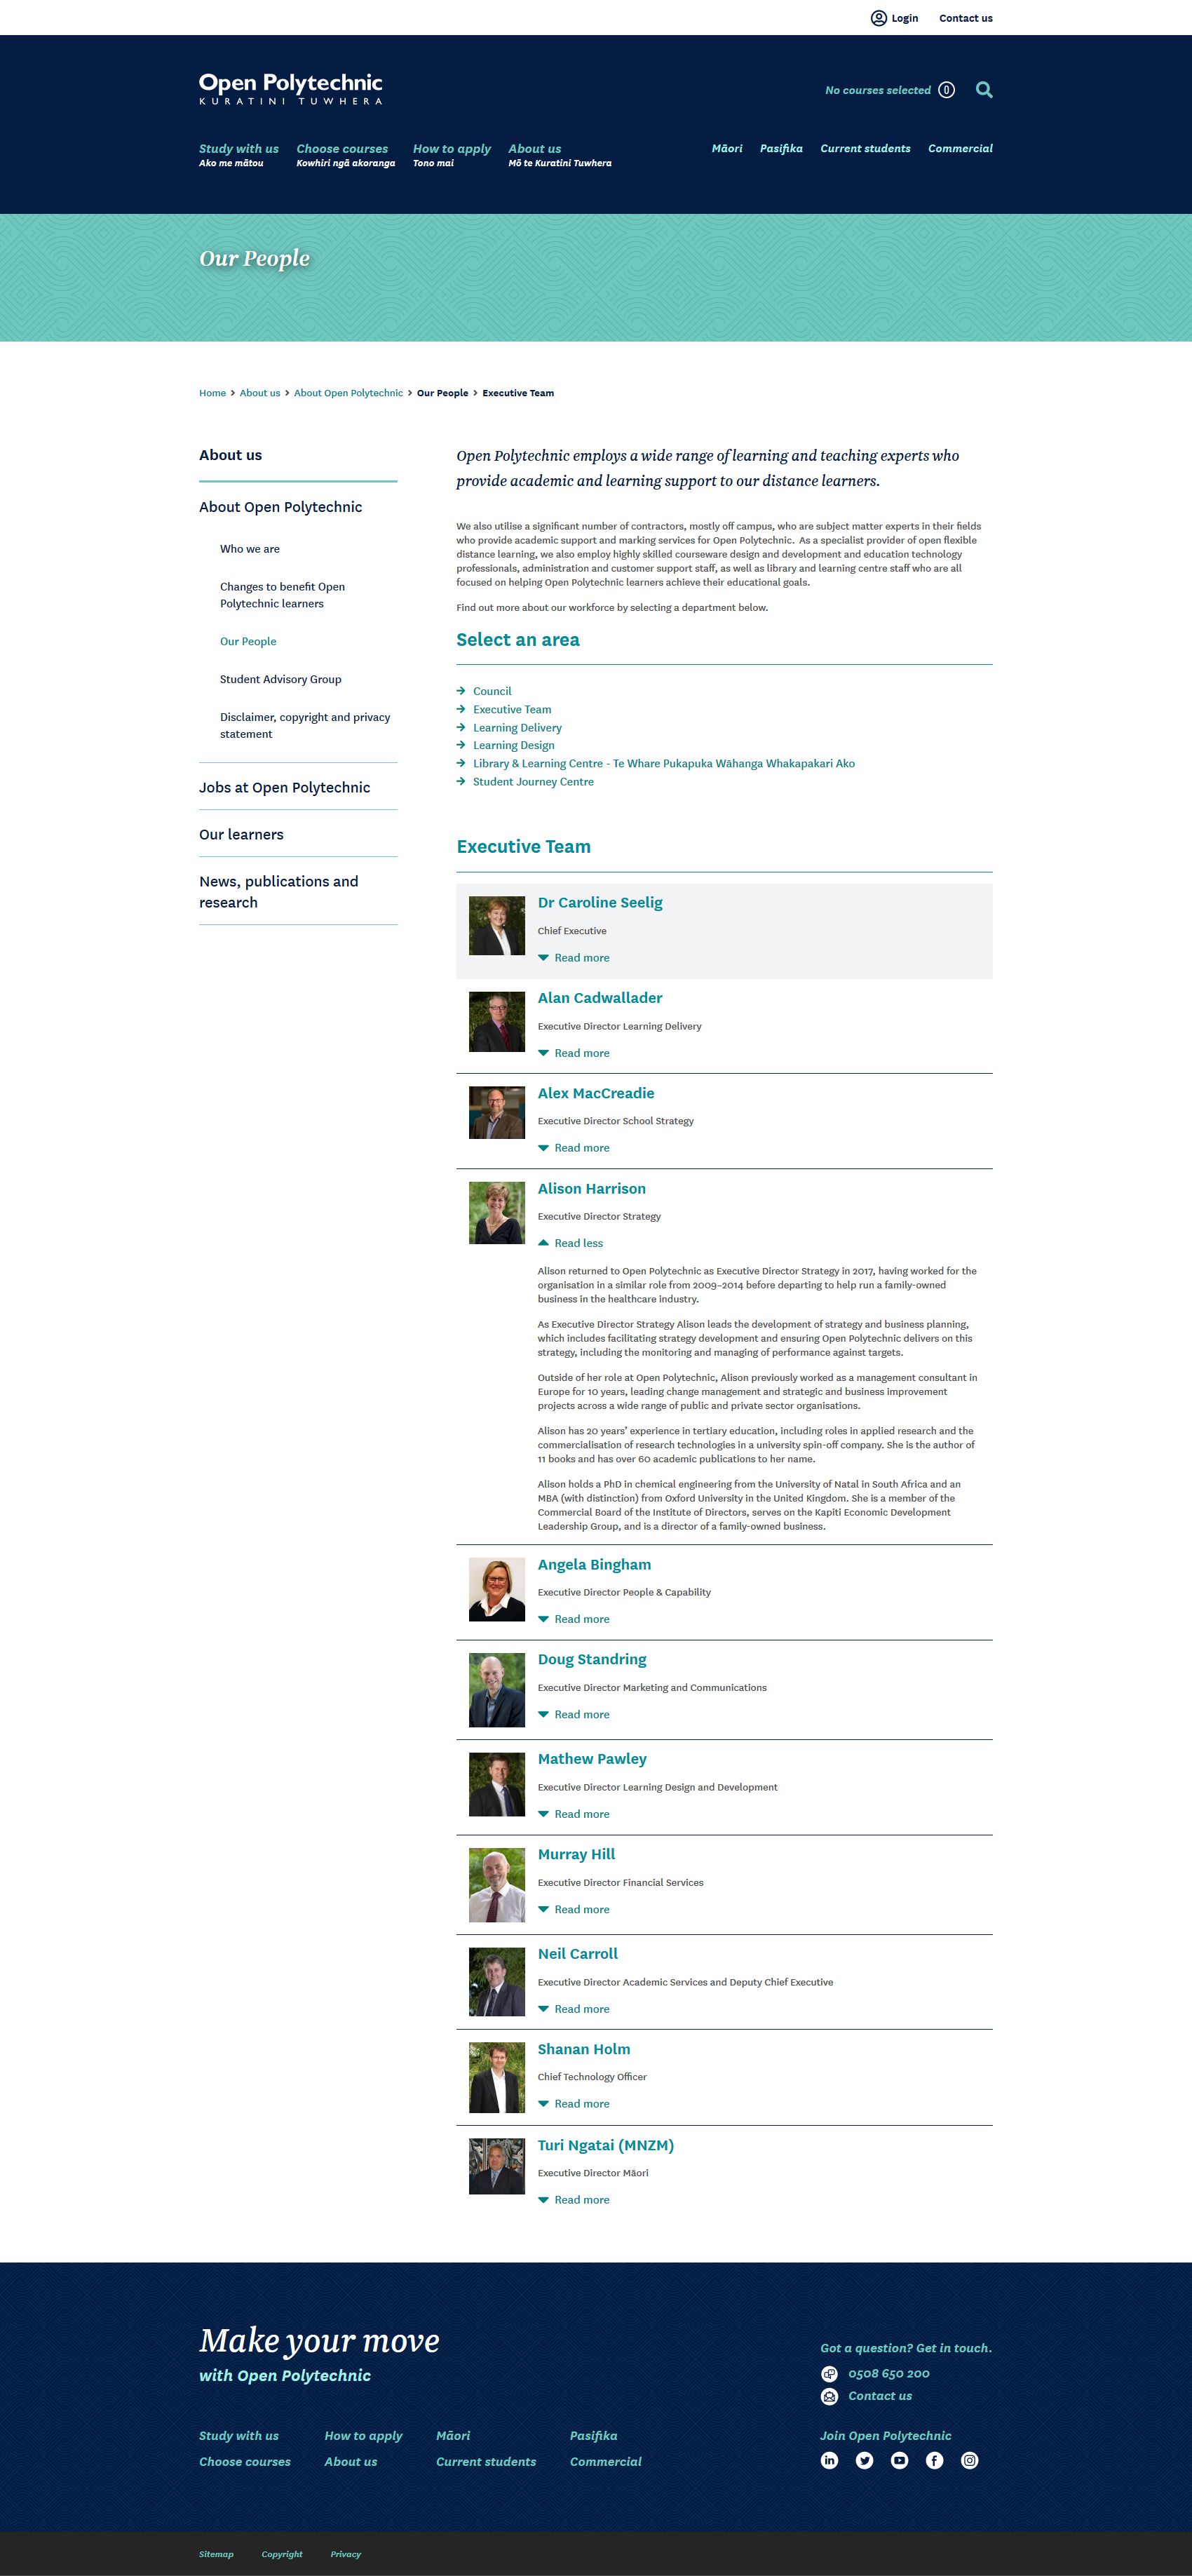 Login Contact us
Open Polytechnic
KURATINI TUWHERA
No courses selected 0
Study with us Choose courses How to apply About us
Ako me mātou Kowhiri ngā akoranga Tono mai Mō te Kuratini Tuwhera
Māori Pasifika Current students Commercial
Our People
Home > About us > About Open Polytechnic > Our People > Executive Team
About us
About Open Polytechnic
Who we are
Changes to benefit Open
Polytechnic learners
Our People
Student Advisory Group
Disclaimer, copyright and privacy
statement
Jobs at Open Polytechnic
Our learners
News, publications and
research
Open Polytechnic employs a wide range of learning and teaching experts who
provide academic and learning support to our distance learners.
We also utilise a significant number of contractors, mostly off campus, who are subject matter experts in their fields
who provide academic support and marking services for Open Polytechnic. As a specialist provider of open flexible
distance learning, we also employ highly skilled courseware design and development and education technology
professionals, administration and customer support staff, as well as library and learning centre staff who are all
focused on helping Open Polytechnic learners achieve their educational goals.
Find out more about our workforce by selecting a department below.
Select an area
Council
Executive Team
Learning Delivery
Learning Design
Library & Learning Centre - Te Whare Pukapuka Wāhanga Whakapakari Ako
Student Journey Centre
Executive Team
Dr Caroline Seelig
Chief Executive
Read more
Alan Cadwallader
Executive Director Learning Delivery
Read more
Alex MacCreadie
Executive Director School Strategy
Read more
Alison Harrison
Executive Director Strategy
Read less
Alison returned to Open Polytechnic as Executive Director Strategy in 2017, having worked for the
organisation in a similar role from 2009–2014 before departing to help run a family-owned
business in the healthcare industry.
As Executive Director Strategy Alison leads the development of strategy and business planning,
which includes facilitating strategy development and ensuring Open Polytechnic delivers on this
strategy, including the monitoring and managing of performance against targets.
Outside of her role at Open Polytechnic, Alison previously worked as a management consultant in
Europe for 10 years, leading change management and strategic and business improvement
projects across a wide range of public and private sector organisations.
Alison has 20 years' experience in tertiary education, including roles in applied research and the
commercialisation of research technologies in a university spin-off company. She is the author of
11 books and has over 60 academic publications to her name.
Alison holds a PhD in chemical engineering from the University of Natal in South Africa and an
MBA (with distinction) from Oxford University in the United Kingdom. She is a member of the
Commercial Board of the Institute of Directors, serves on the Kapiti Economic Development
Leadership Group, and is a director of a family-owned business.
Angela Bingham
Executive Director People & Capability
Read more
Doug Standring
Executive Director Marketing and Communications
Read more
Mathew Pawley
Executive Director Learning Design and Development
Read more
Murray Hill
Executive Director Financial Services
Read more
Neil Carroll
Executive Director Academic Services and Deputy Chief Executive
Read more
Shanan Holm
Chief Technology Officer
Read more
Turi Ngatai (MNZM)
Executive Director Māori
Read more
Make your move
with Open Polytechnic
Study with us How to apply Māori Pasifika
Choose courses About us Current students Commercial
Got a question? Get in touch.
0508 650 200
Contact us
Join Open Polytechnic
Sitemap Copyright Privacy